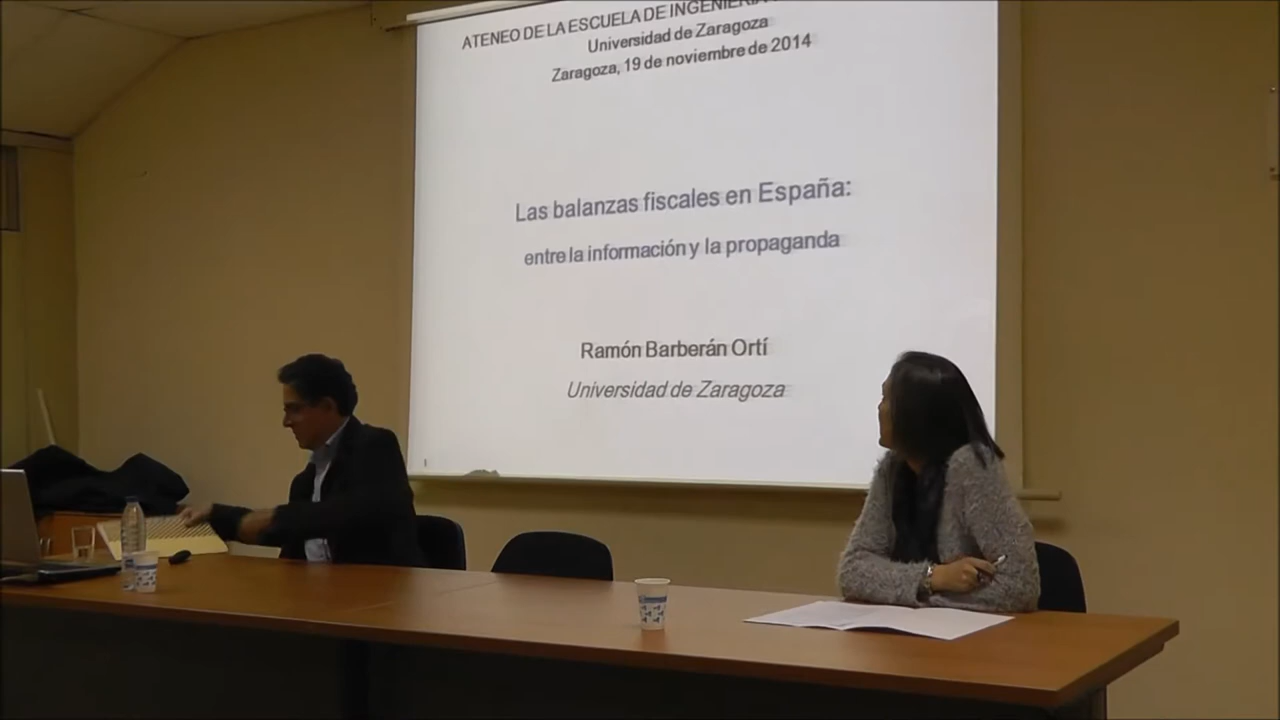 ATENEO DE LA ESCUELA DE INGENIERÍA
Universidad de Zaragoza
Zaragoza, 19 de noviembre de 2014
Las balanzas fiscales en España:
entre la información y la propaganda
Ramón Barberán Ortí
Universidad de Zaragoza